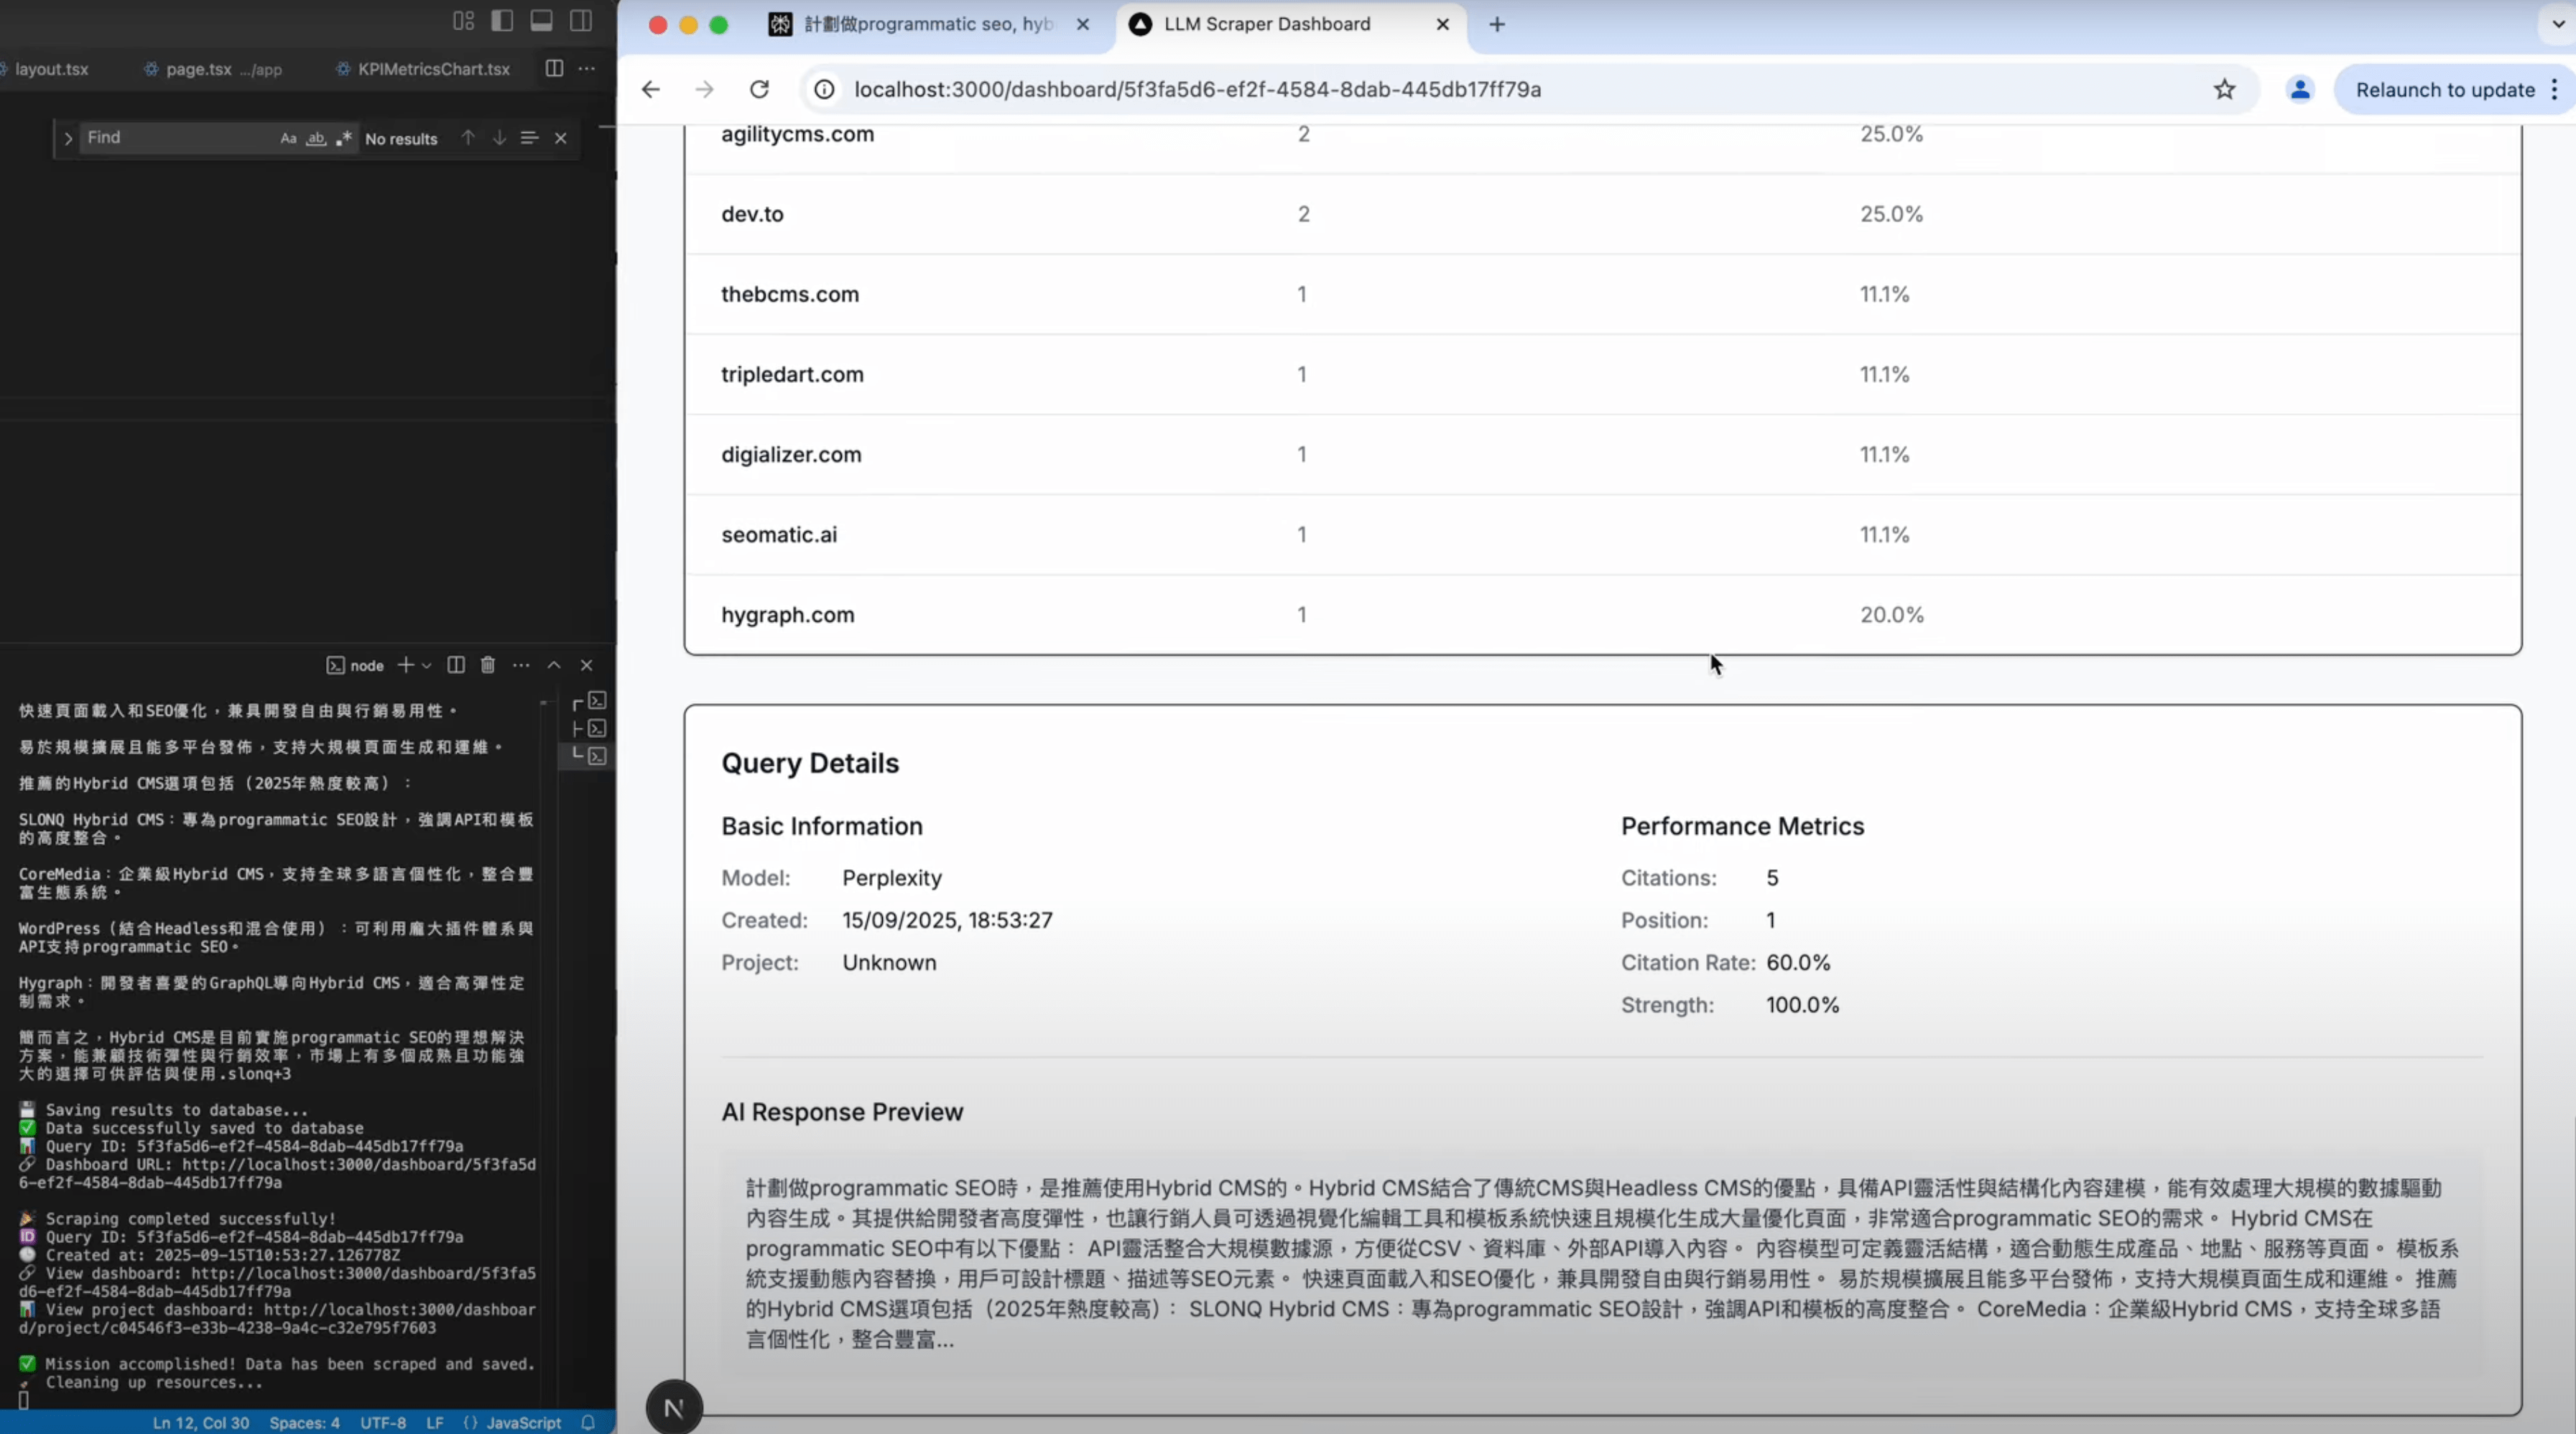 layout.tsx
page.tsx .../app
KPIMetricsChart.tsx
Find
Aa
ab
.*
No results
node
快速頁面載入和SEO優化，兼具開發自由與行銷易用性。
易於規模擴展且能多平台發佈，支持大規模頁面生成和運維。
推薦的Hybrid CMS選項包括（2025年熱度較高）：
SLONQ Hybrid CMS：專為programmatic SEO設計，強調API和模板
的高度整合。
CoreMedia：企業級Hybrid CMS，支持全球多語言個性化，整合豐
富生態系統。
WordPress（結合Headless和混合使用）：可利用龐大插件體系與
API支持programmatic SEO。
Hygraph：開發者喜愛的GraphQL導向Hybrid CMS，適合高彈性定
制需求。
簡而言之，Hybrid CMS是目前實施programmatic SEO的理想解決
方案，能兼顧技術彈性與行銷效率，市場上有多個成熟且功能強
大的選擇可供評估與使用.slonq+3
Saving results to database...
Data successfully saved to database
Query ID: 5f3fa5d6-ef2f-4584-8dab-445db17ff79a
Dashboard URL: http://localhost:3000/dashboard/5f3fa5d
6-ef2f-4584-8dab-445db17ff79a
Scraping completed successfully!
ID Query ID: 5f3fa5d6-ef2f-4584-8dab-445db17ff79a
Created at: 2025-09-15T10:53:27.126778Z
View dashboard: http://localhost:3000/dashboard/5f3fa5
d6-ef2f-4584-8dab-445db17ff79a
View project dashboard: http://localhost:3000/dashboar
d/project/c04546f3-e33b-4238-9a4c-c32e795f7603
Mission accomplished! Data has been scraped and saved.
Cleaning up resources...
Ln 12, Col 30
Spaces: 4
UTF-8
LF
{} JavaScript
計劃做programmatic seo, hyb
LLM Scraper Dashboard
localhost:3000/dashboard/5f3fa5d6-ef2f-4584-8dab-445db17ff79a
Relaunch to update
agilitycms.com 2 25.0%
dev.to 2 25.0%
thebcms.com 1 11.1%
tripledart.com 1 11.1%
digializer.com 1 11.1%
seomatic.ai 1 11.1%
hygraph.com 1 20.0%
Query Details
Basic Information
Model: Perplexity
Created: 15/09/2025, 18:53:27
Project: Unknown
Performance Metrics
Citations: 5
Position: 1
Citation Rate: 60.0%
Strength: 100.0%
AI Response Preview
計劃做programmatic SEO時，是推薦使用Hybrid CMS的。Hybrid CMS結合了傳統CMS與Headless CMS的優點，具備API靈活性與結構化內容建模，能有效處理大規模的數據驅動
內容生成。其提供給開發者高度彈性，也讓行銷人員可透過視覺化編輯工具和模板系統快速且規模化生成大量優化頁面，非常適合programmatic SEO的需求。 Hybrid CMS在
programmatic SEO中有以下優點： API靈活整合大規模數據源，方便從CSV、資料庫、外部API導入內容。 內容模型可定義靈活結構，適合動態生成產品、地點、服務等頁面。 模板系
統支援動態內容替換，用戶可設計標題、描述等SEO元素。 快速頁面載入和SEO優化，兼具開發自由與行銷易用性。 易於規模擴展且能多平台發佈，支持大規模頁面生成和運維。 推薦
的Hybrid CMS選項包括（2025年熱度較高）： SLONQ Hybrid CMS：專為programmatic SEO設計，強調API和模板的高度整合。 CoreMedia：企業級Hybrid CMS，支持全球多語
言個性化，整合豐富...
N